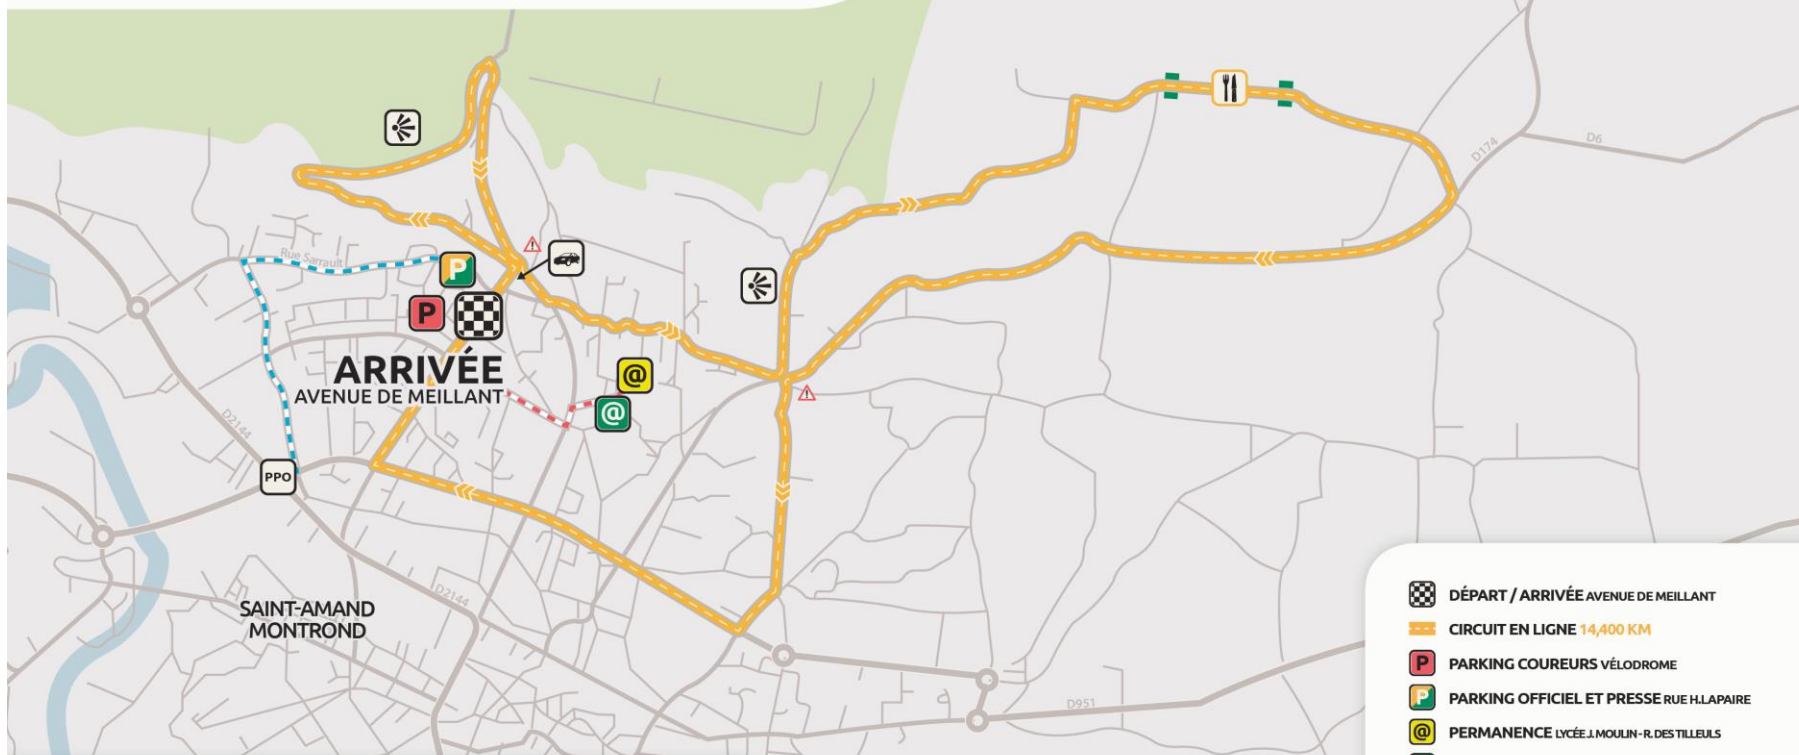 D6
D174
Rue Sarrault
P
P
ARRIVÉE
AVENUE DE MEILLANT
@
@
D2144
PPO
D2144
SAINT-AMAND
MONTROND
D951
DÉPART / ARRIVÉE AVENUE DE MEILLANT
CIRCUIT EN LIGNE 14,400 KM
P PARKING COUREURS VÉLODROME
P PARKING OFFICIEL ET PRESSE RUE H.LAPAIRE
@ PERMANENCE LYCÉE J. MOULIN - R. DES TILLEULS